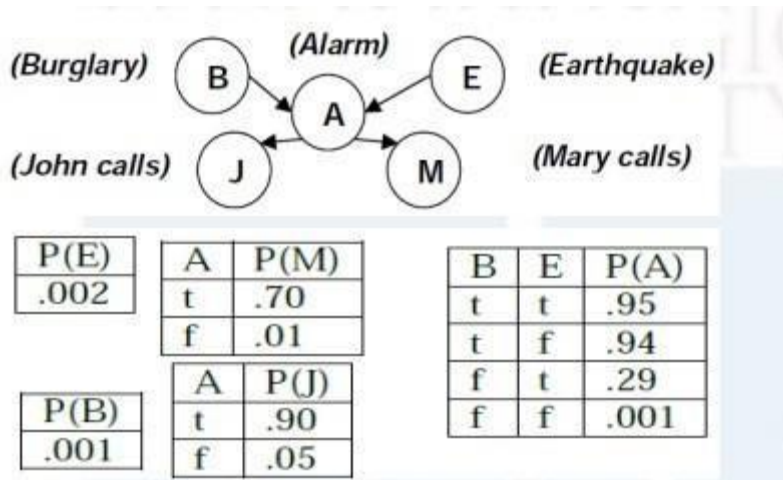 (Alarm)
(Burglary) B E (Earthquake)
A
(John calls) J M (Mary calls)
P(E)
.002
A P(M)
t .70
f .01
B E P(A)
t t .95
t f .94
f t .29
f f .001
P(B)
.001
A P(J)
t .90
f .05